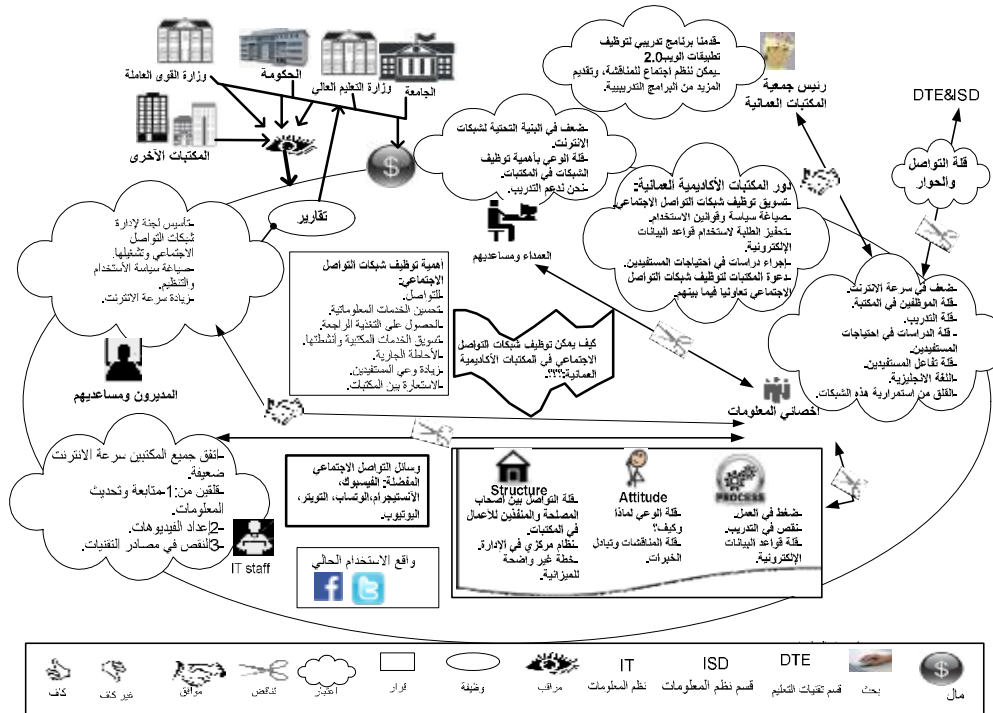 وزارة القوى العاملة
الحكومة
وزارة التعليم العالي
الجامعة
المكتبات الآخرى
-قدمنا برنامج تدريبي لتوظيف
تطبيقات الويب2.0
-يمكن ننظم اجتماع للمناقشة، وتقديم
المزيد من البرامج التدريبيية.
رئيس جمعية
المكتبات العمانية
DTE&ISD
قلة التواصل
والحوار
-ضعف في البنية التحتية لشبكات
الانترنت.
-قلة الوعي بأهمية توظيف
الشبكات في المكتبات.
-نحن ندعم التدريب.
العمداء ومساعديهم
دور المكتبات الأكاديمية العمانية:
-تسويق توظيف شبكات التواصل الاجتماعي.
-صياغة سياسة وقوانين الاستخدام.
-تحفيز الطلبة لاستخدام قواعد البيانات
الإلكترونية.
-إجراء دراسات في احتياجات المستفيدين.
-دعوة المكتبات لتوظيف شبكات التواصل
الاجتماعي تعاونيا فيما بينهم.
تقارير
-تأسيس لجنة لإدارة
شبكات التواصل
الاجتماعي وتشغيلها.
-صياغة سياسة الأستخدام
والتنظيم.
-زيادة سرعة الانترنت.
المديرون ومساعديهم
أهمية توظيف شبكات التواصل
الاجتماعي:
-التواصل.
-تحسين الخدمات المعلوماتية.
-الحصول على التغذية الراجعة.
-تسويق الخدمات المكتبية وأنشطتها.
-الأحاطة الجارية.
-زيادة وعي المستفيدين.
-الاستعارة بين المكتبات.
كيف يمكن توظيف شبكات التواصل
الاجتماعي في المكتبات الأكاديمية
العمانية:؟؟؟.
-ضعف في سرعة الانترنت.
-قلة الموظفين في المكتبة.
-قلة التدريب.
-قلة الدراسات في احتياجات
المستفيدين.
-قلة تفاعل المستفيدين.
-اللغة الانجليزية.
-القلق من استمرارية هذه الشبكات.
اخصائي المعلومات
-اتفق جميع المكتبين سرعة الانترنت
ضعيفة.
-قلقين من:1-متابعة وتحديث
المعلومات.
2-إعداد الفيديوهات.
3-النقص في مصادر التقنيات.
IT staff
وسائل التواصل الاجتماعي
المفضلة: الفيسبوك،
الآنستيجرام،الوتساب، التويتر،
اليوتيوب.
واقع الاستخدام الحالي
Structure
-قلة التواصل بين أصحاب
المصلحة والمنفذين للأعمال
في المكتبات.
-نظام مركزي في الإدارة.
-خطة غير واضحة
للميزانية.
Attitude
-قلة الوعي لماذا
وكيف؟
-قلة المناقشات وتبادل
الخبرات.
PROCESS
-ضغط في العمل.
-نقص في التدريب.
-قلة قواعد البيانات
الإلكترونية.
كاف
غير كاف
موافق
تناقض
اعتبار
قرار
وظيفة
مراقب
IT
نظم المعلومات
ISD
قسم نظم المعلومات
DTE
قسم تقنيات التعليم
بحث
مال